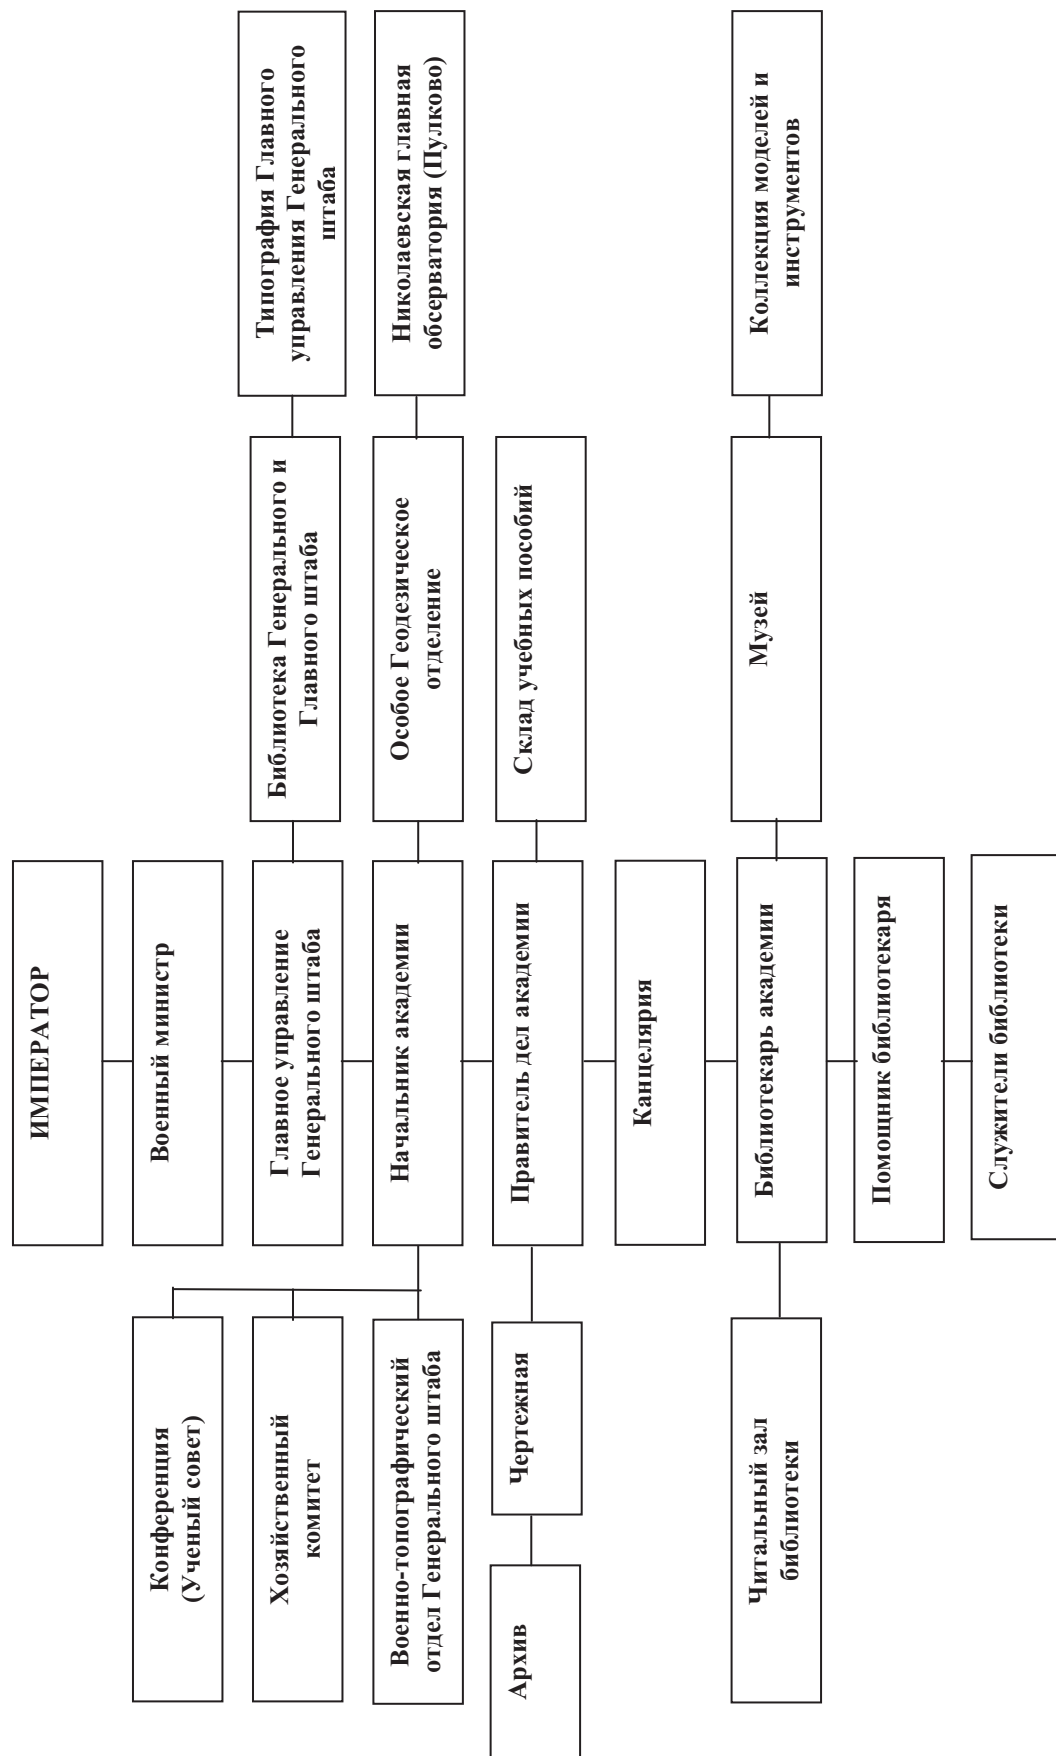 ИМПЕРАТОР
Военный министр
Главное управление
Генерального штаба
Начальник академии
Правитель дел академии
Канцелярия
Библиотекарь академии
Помощник библиотекаря
Служители библиотеки
Конференция
(Ученый совет)
Хозяйственный
комитет
Военно-топографический
отдел Генерального штаба
Чертежная
Архив
Читальный зал
библиотеки
Библиотека Генерального и
Главного штаба
Типография Главного
управления Генерального
штаба
Особое Геодезическое
отделение
Николаевская главная
обсерватория (Пулково)
Склад учебных пособий
Музей
Коллекция моделей и
инструментов